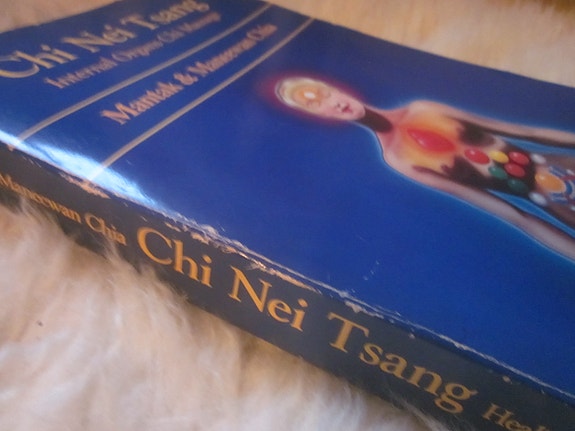 Chi Nei Tsang
Internal Organs Chi Massage
Mantak & Maneewan Chia
Maneewan Chia Chi Nei Tsang